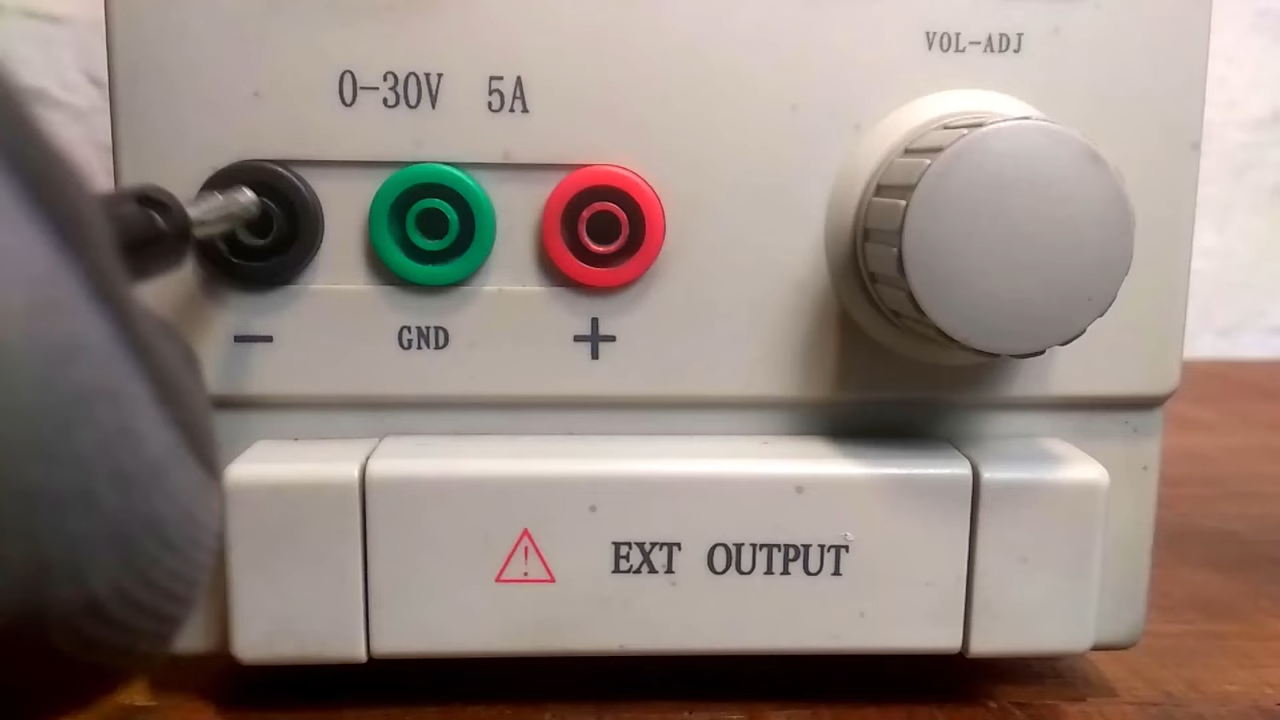 VOL-ADJ
0-30V 5A
− GND +
! EXT OUTPUT